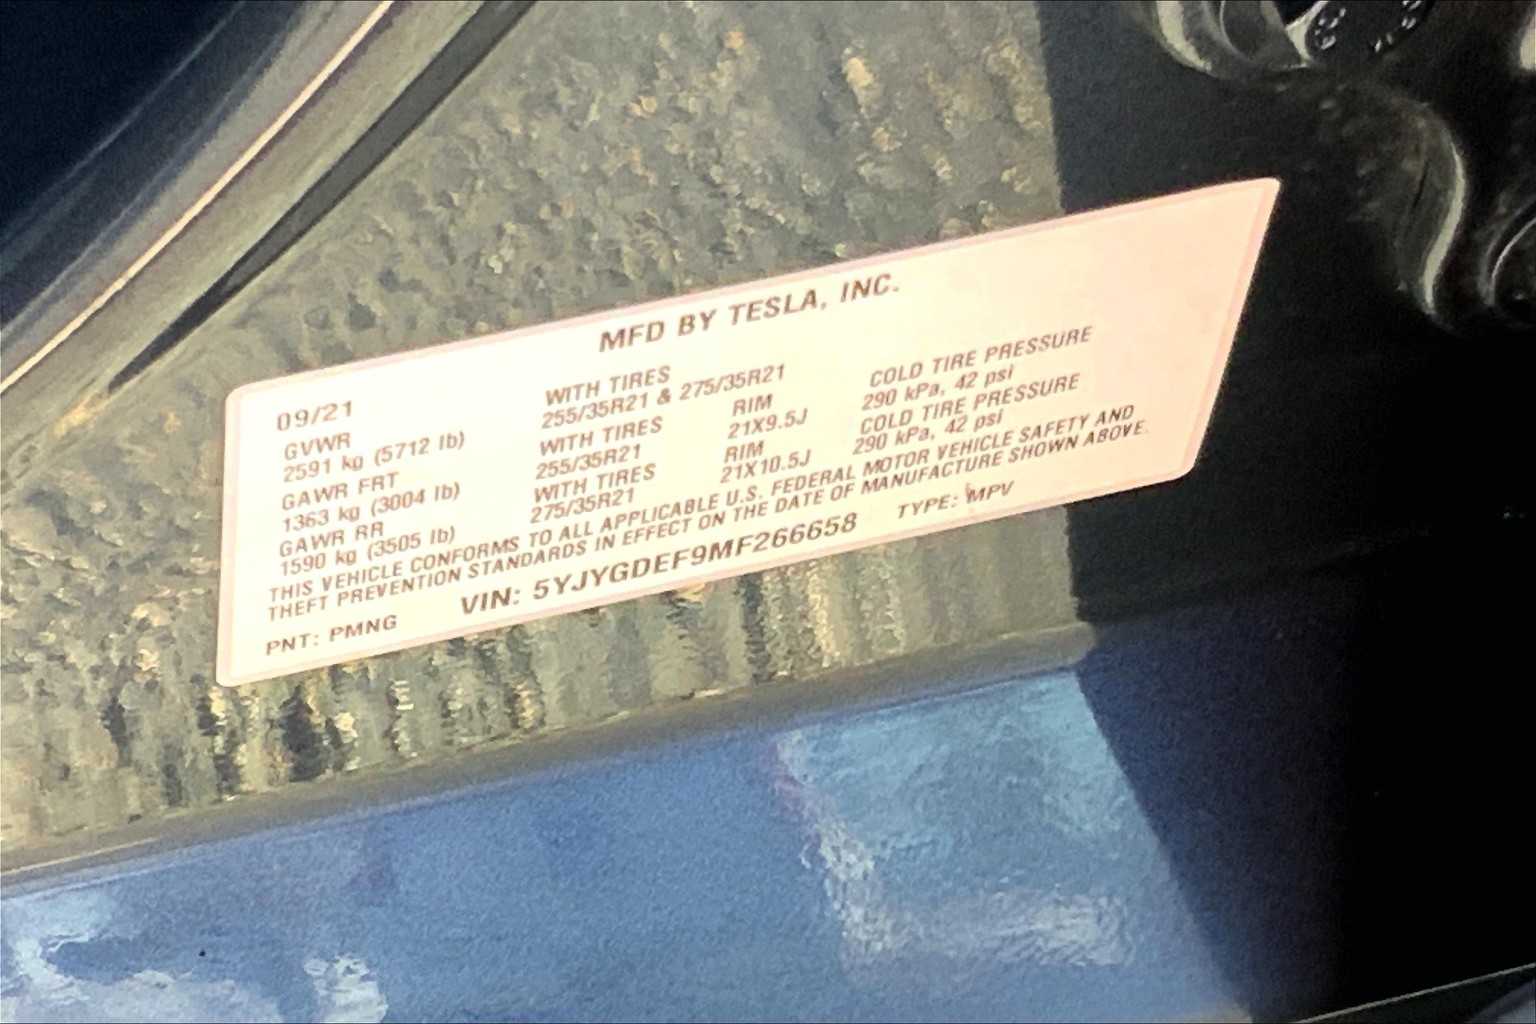 MFD BY TESLA, INC.
09/21 WITH TIRES COLD TIRE PRESSURE
GVWR 255/35R21 & 275/35R21 290 kPa, 42 psi
2591 kg (5712 lb) WITH TIRES RIM COLD TIRE PRESSURE
GAWR FRT 255/35R21 21X9.5J 290 kPa, 42 psi
1363 kg (3004 lb) WITH TIRES RIM
GAWR RR 275/35R21 21X10.5J
1590 kg (3505 lb)
THIS VEHICLE CONFORMS TO ALL APPLICABLE U.S. FEDERAL MOTOR VEHICLE SAFETY AND
THEFT PREVENTION STANDARDS IN EFFECT ON THE DATE OF MANUFACTURE SHOWN ABOVE.
PNT: PMNG VIN: 5YJYGDEF9MF266658 TYPE: MPV